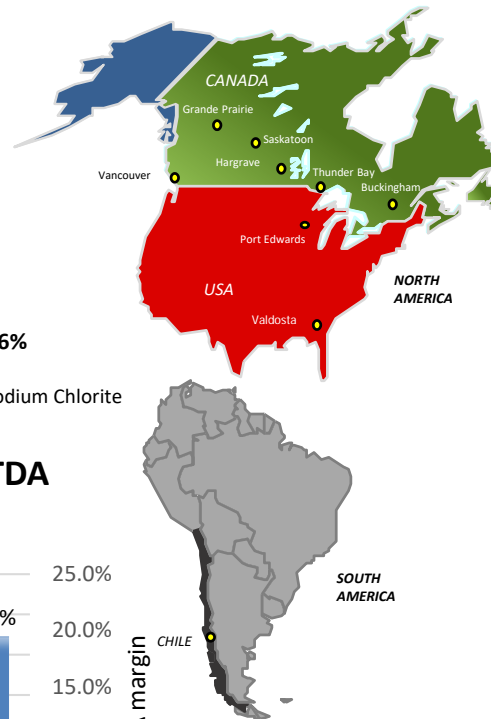 CANADA
Grande Prairie
Saskatoon
Hargrave
Thunder Bay
Vancouver
Buckingham
Port Edwards
NORTH
AMERICA
USA
Valdosta
6%
odium Chlorite
TDA
25.0%
SOUTH
AMERICA
%
20.0%
CHILE
15.0%
margin